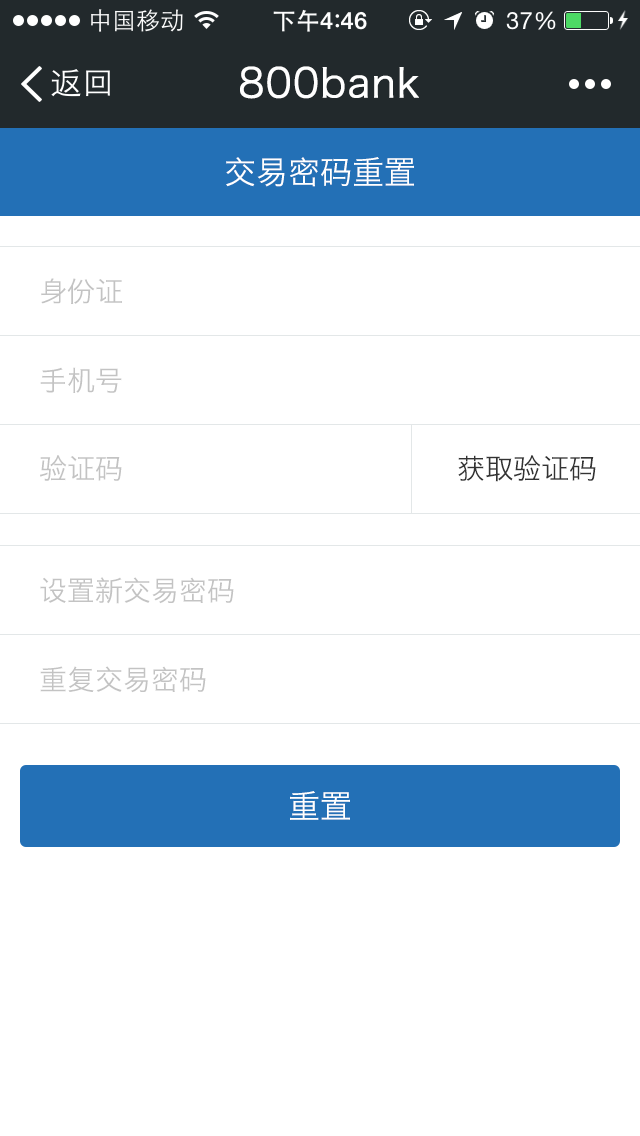 中国移动 下午4:46 37%
返回 800bank
交易密码重置
身份证
手机号
验证码 获取验证码
设置新交易密码
重复交易密码
重置